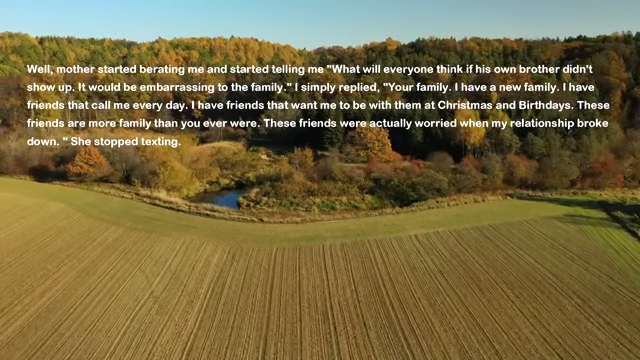 Well, mother started berating me and started telling me "What will everyone think if his own brother didn't
show up. It would be embarrassing to the family." I simply replied, "Your family. I have a new family. I have
friends that call me every day. I have friends that want me to be with them at Christmas and Birthdays. These
friends are more family than you ever were. These friends were actually worried when my relationship broke
down. " She stopped texting.